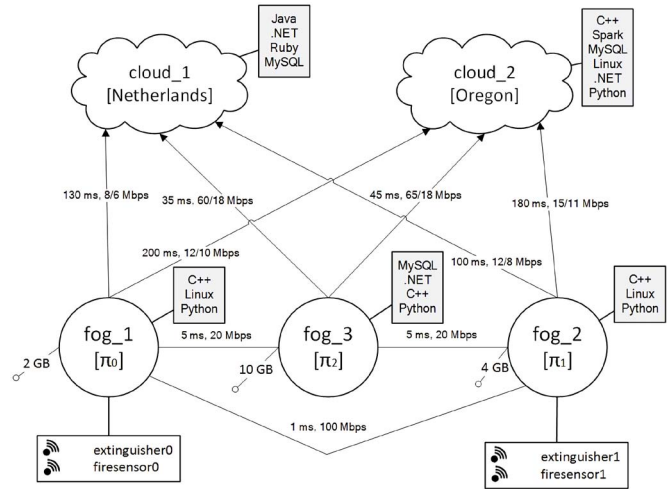 Java
.NET
Ruby
MySQL
C++
Spark
MySQL
Linux
.NET
Python
cloud_1
[Netherlands]
cloud_2
[Oregon]
130 ms, 8/6 Mbps
35 ms, 60/18 Mbps
45 ms, 65/18 Mbps
180 ms, 15/11 Mbps
200 ms, 12/10 Mbps
100 ms, 12/8 Mbps
C++
Linux
Python
MySQL
.NET
C++
Python
C++
Linux
Python
fog_1
[π0]
5 ms, 20 Mbps
fog_3
[π2]
5 ms, 20 Mbps
fog_2
[π1]
2 GB
10 GB
4 GB
1 ms, 100 Mbps
extinguisher0
firesensor0
extinguisher1
firesensor1